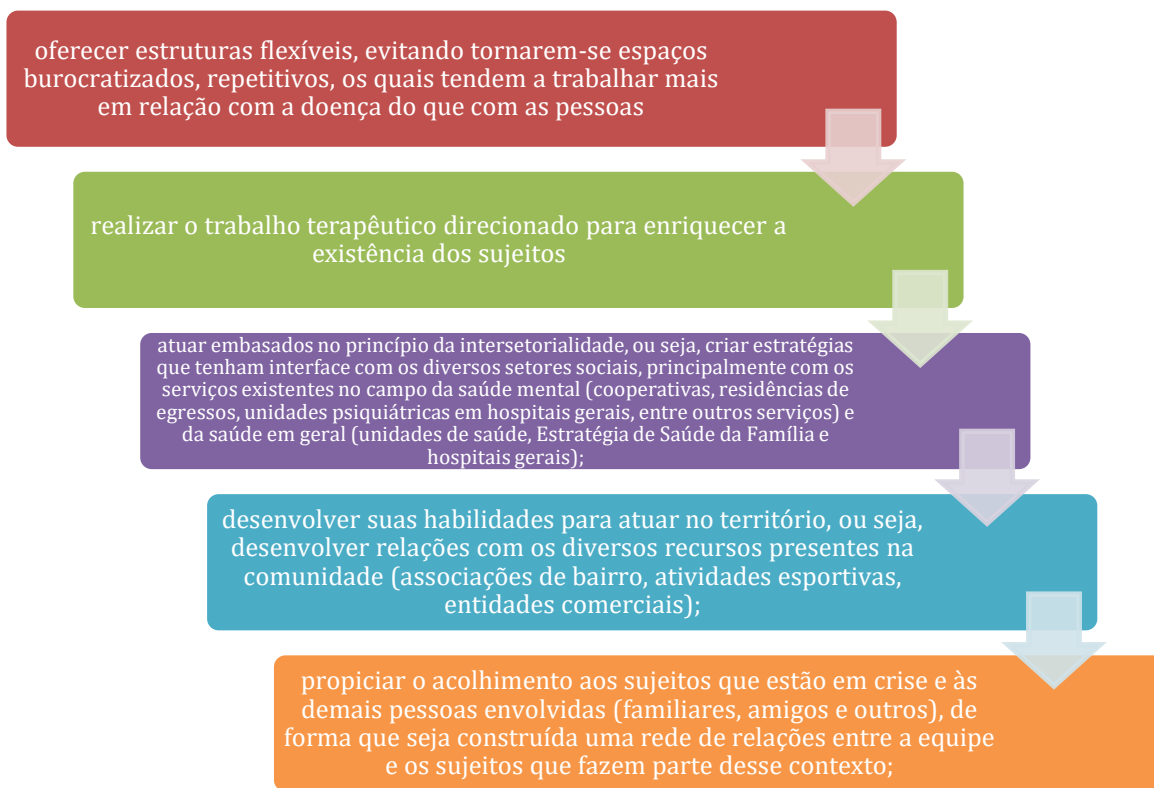 oferecer estruturas flexíveis, evitando tornarem-se espaços
burocratizados, repetitivos, os quais tendem a trabalhar mais
em relação com a doença do que com as pessoas
realizar o trabalho terapêutico direcionado para enriquecer a
existência dos sujeitos
atuar embasados no princípio da intersetorialidade, ou seja, criar estratégias
que tenham interface com os diversos setores sociais, principalmente com os
serviços existentes no campo da saúde mental (cooperativas, residências de
egressos, unidades psiquiátricas em hospitais gerais, entre outros serviços) e
da saúde em geral (unidades de saúde, Estratégia de Saúde da Família e
hospitais gerais);
desenvolver suas habilidades para atuar no território, ou seja,
desenvolver relações com os diversos recursos presentes na
comunidade (associações de bairro, atividades esportivas,
entidades comerciais);
propiciar o acolhimento aos sujeitos que estão em crise e às
demais pessoas envolvidas (familiares, amigos e outros), de
forma que seja construída uma rede de relações entre a equipe
e os sujeitos que fazem parte desse contexto;